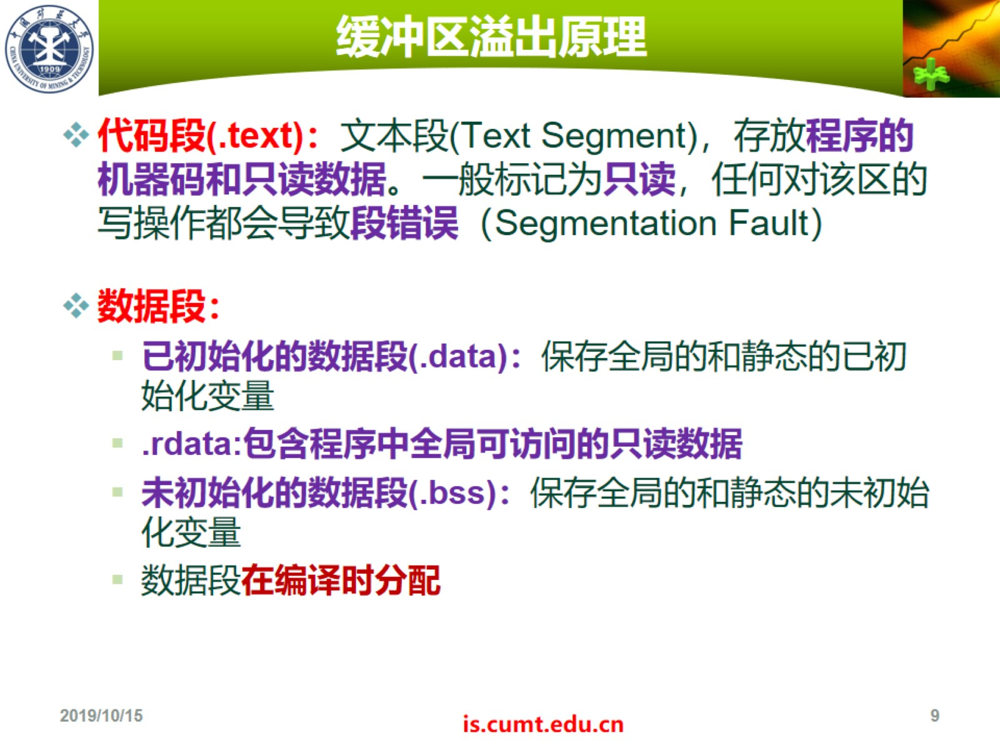 中国矿业大学
CHINA UNIVERSITY OF MINING & TECHNOLOGY
1909
缓冲区溢出原理
代码段(.text)：文本段(Text Segment)，存放程序的
机器码和只读数据。一般标记为只读，任何对该区的
写操作都会导致段错误（Segmentation Fault）
数据段：
已初始化的数据段(.data)：保存全局的和静态的已初
始化变量
.rdata:包含程序中全局可访问的只读数据
未初始化的数据段(.bss)：保存全局的和静态的未初始
化变量
数据段在编译时分配
2019/10/15
is.cumt.edu.cn
9